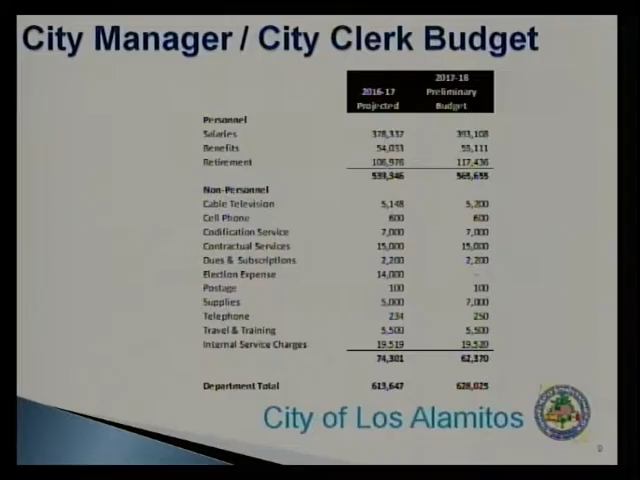 City Manager / City Clerk Budget
2016-17 Projected 2017-18 Preliminary Budget
Personnel
Salaries 378,337 393,108
Benefits 54,033 55,111
Retirement 106,976 117,436
539,346 565,655
Non-Personnel
Cable Television 5,148 5,200
Cell Phone 600 600
Codification Service 7,000 7,000
Contractual Services 15,000 15,000
Dues & Subscriptions 2,200 2,200
Election Expense 14,000 -
Postage 100 100
Supplies 5,000 7,000
Telephone 234 250
Travel & Training 5,500 5,500
Internal Service Charges 19,519 19,520
74,301 62,370
Department Total 613,647 628,025
City of Los Alamitos
9